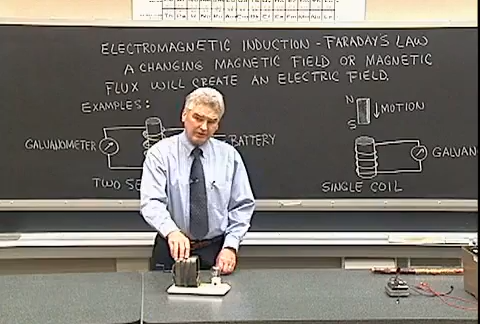 ELECTROMAGNETIC INDUCTION - FARADAY'S LAW
A CHANGING MAGNETIC FIELD OR MAGNETIC
FLUX WILL CREATE AN ELECTRIC FIELD.
EXAMPLES:
N
MOTION
S
GALVANOMETER
BATTERY
GALVAN
TWO SE
SINGLE COIL